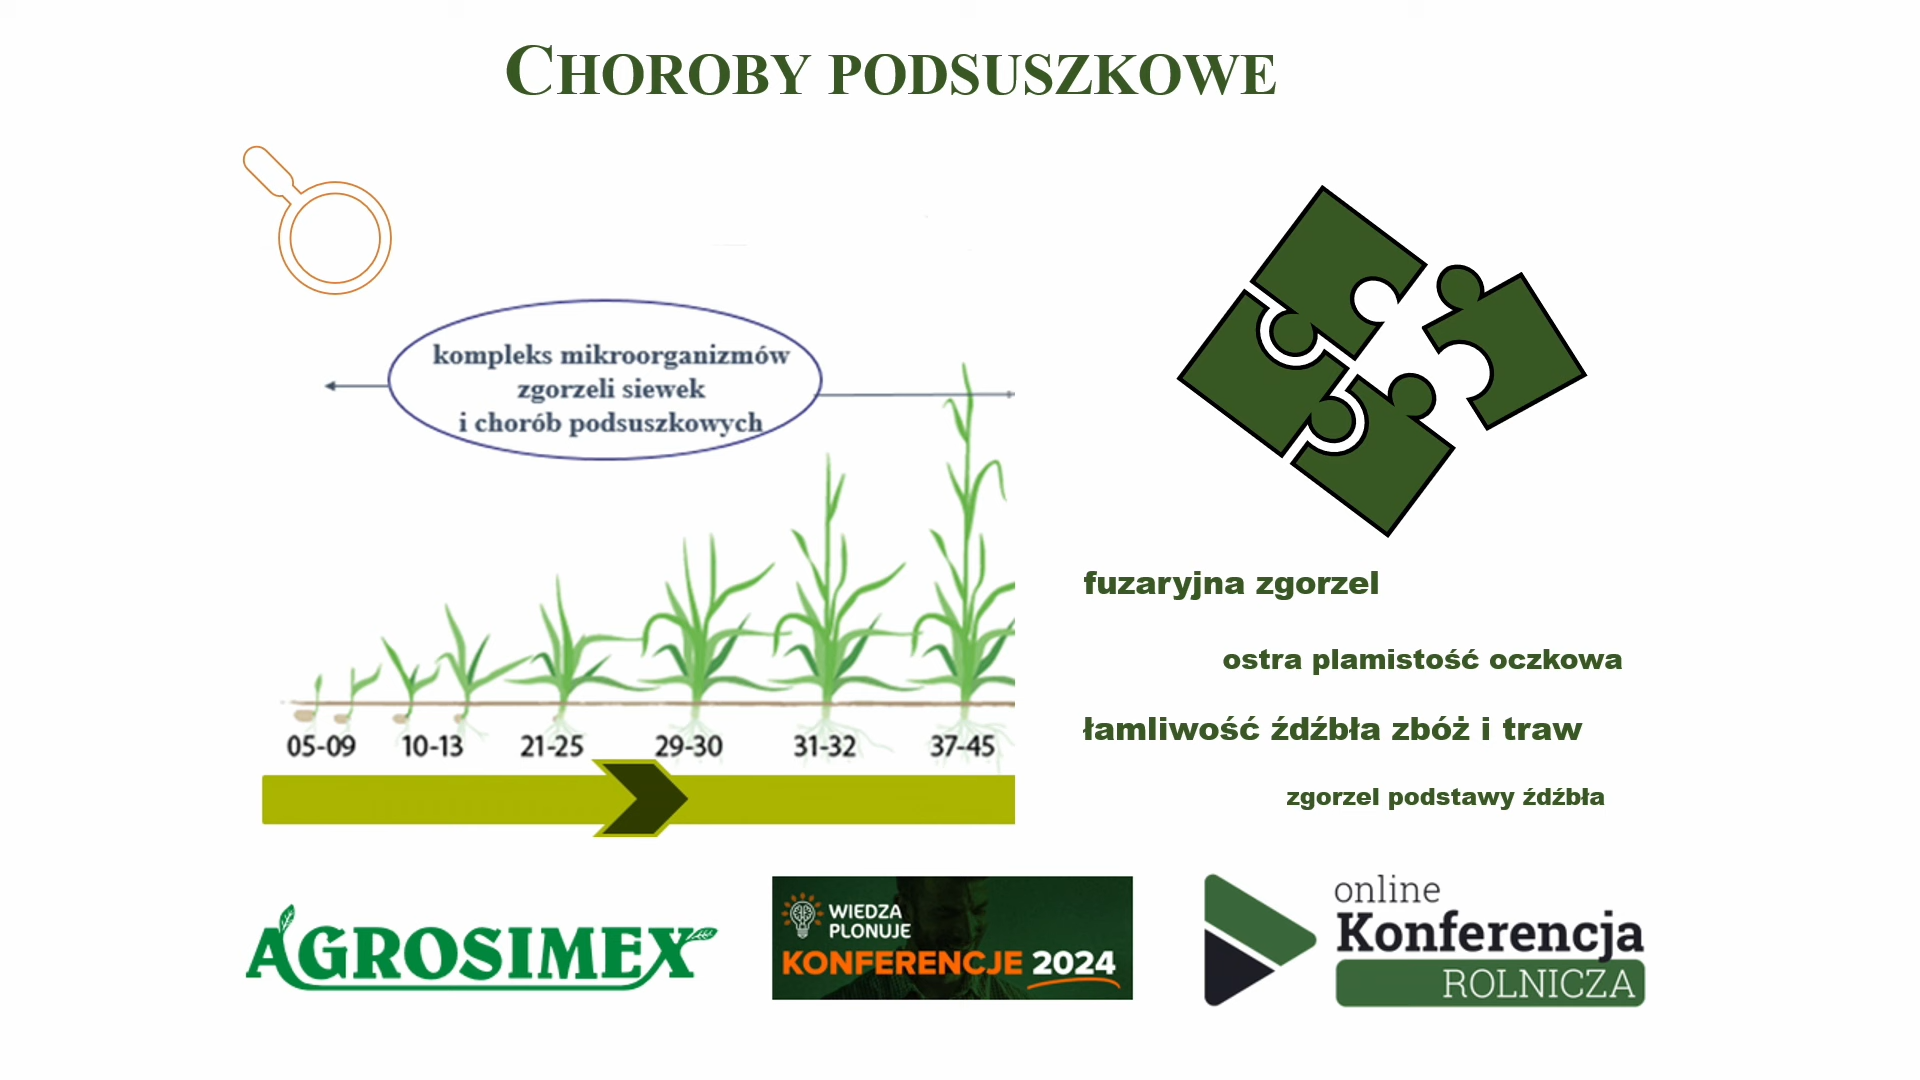 CHOROBY PODSUSZKOWE
kompleks mikroorganizmów
zgorzeli siewek
i chorób podsuszkowych
05-09 10-13 21-25 29-30 31-32 37-45
fuzaryjna zgorzel
ostra plamistość oczkowa
łamliwość źdźbła zbóż i traw
zgorzel podstawy źdźbła
AGROSIMEX
WIEDZA
PLONUJE
KONFERENCJE 2024
online
Konferencja
ROLNICZA